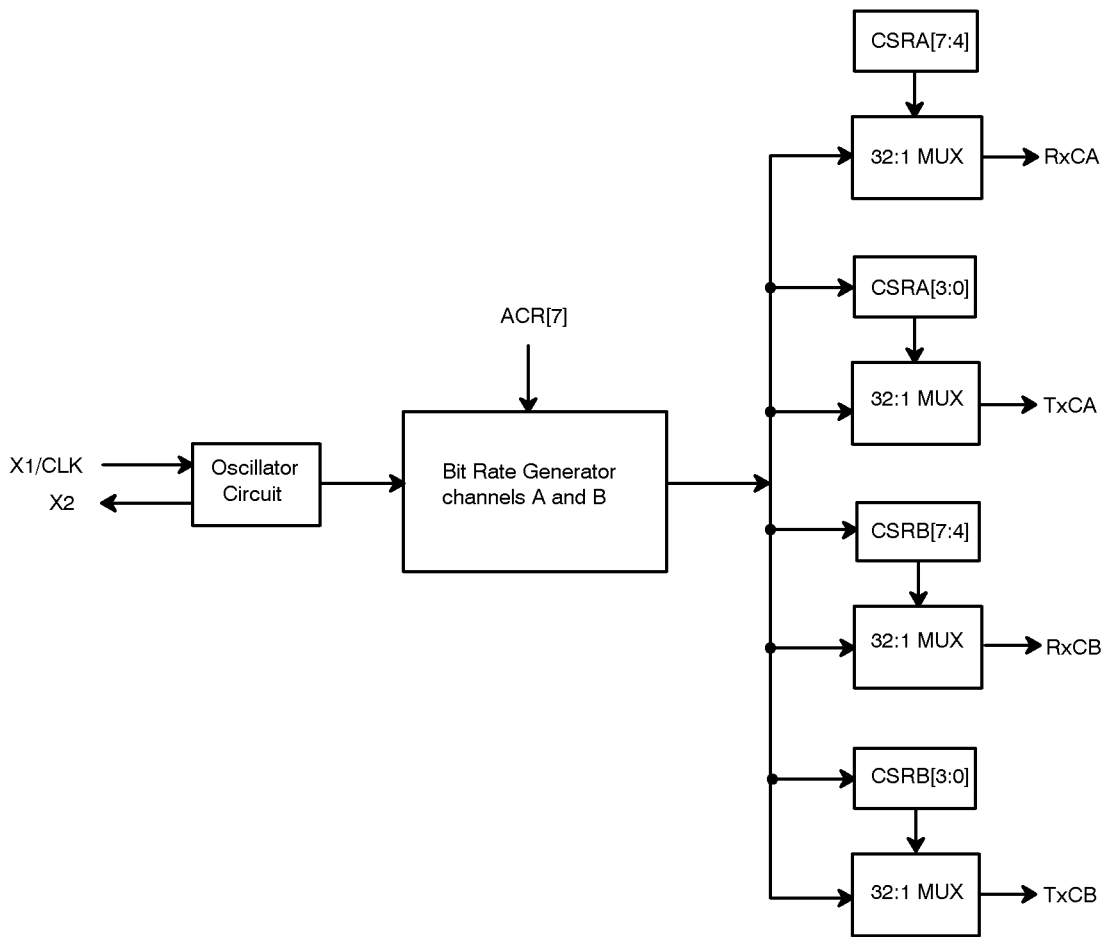 CSRA[7:4]
32:1 MUX
RxCA
CSRA[3:0]
ACR[7]
32:1 MUX
TxCA
X1/CLK
X2
Oscillator
Circuit
Bit Rate Generator
channels A and B
CSRB[7:4]
32:1 MUX
RxCB
CSRB[3:0]
32:1 MUX
TxCB